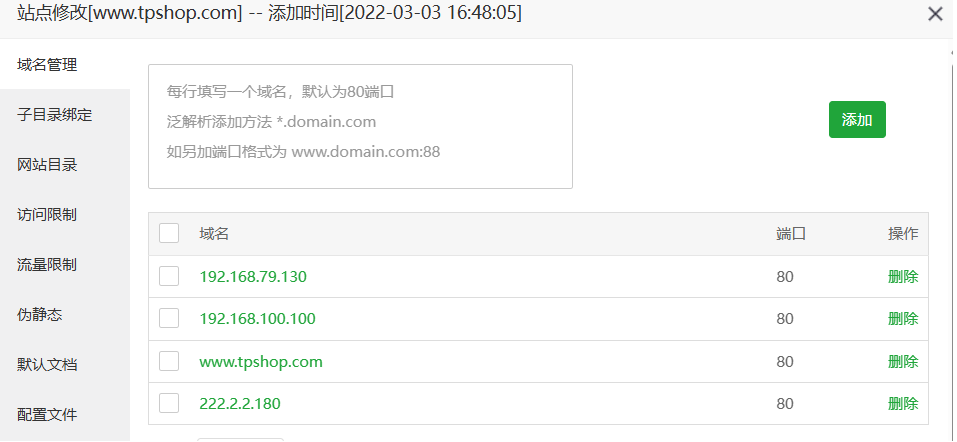 站点修改[www.tpshop.com] -- 添加时间[2022-03-03 16:48:05]
域名管理
子目录绑定
网站目录
访问限制
流量限制
伪静态
默认文档
配置文件
每行填写一个域名，默认为80端口
泛解析添加方法 *.domain.com
如另加端口格式为 www.domain.com:88
添加
域名 端口 操作
192.168.79.130 80 删除
192.168.100.100 80 删除
www.tpshop.com 80 删除
222.2.2.180 80 删除